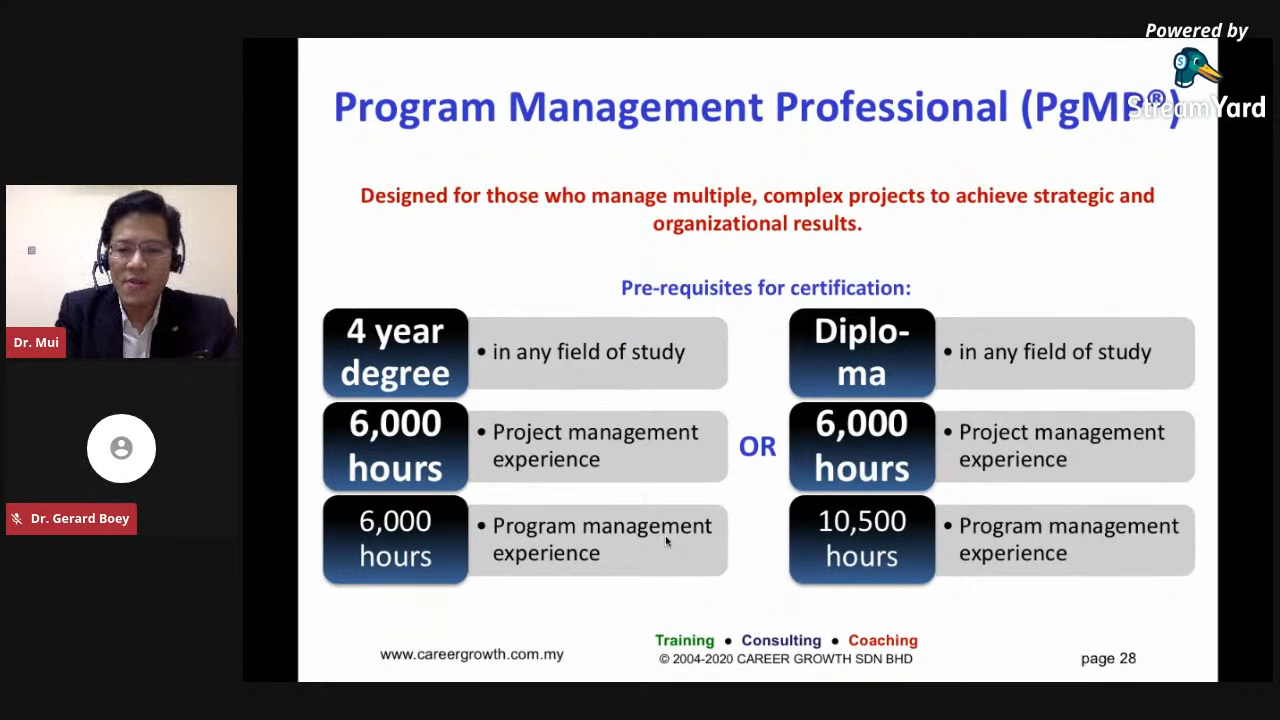 Powered by
StreamYard
Program Management Professional (PgMP®)
Designed for those who manage multiple, complex projects to achieve strategic and
organizational results.
Pre-requisites for certification:
4 year
degree
• in any field of study
6,000
hours
• Project management
experience
6,000
hours
• Program management
experience
OR
Diplo-
ma
• in any field of study
6,000
hours
• Project management
experience
10,500
hours
• Program management
experience
Dr. Mui
Dr. Gerard Boey
www.careergrowth.com.my
Training ● Consulting ● Coaching
© 2004-2020 CAREER GROWTH SDN BHD
page 28